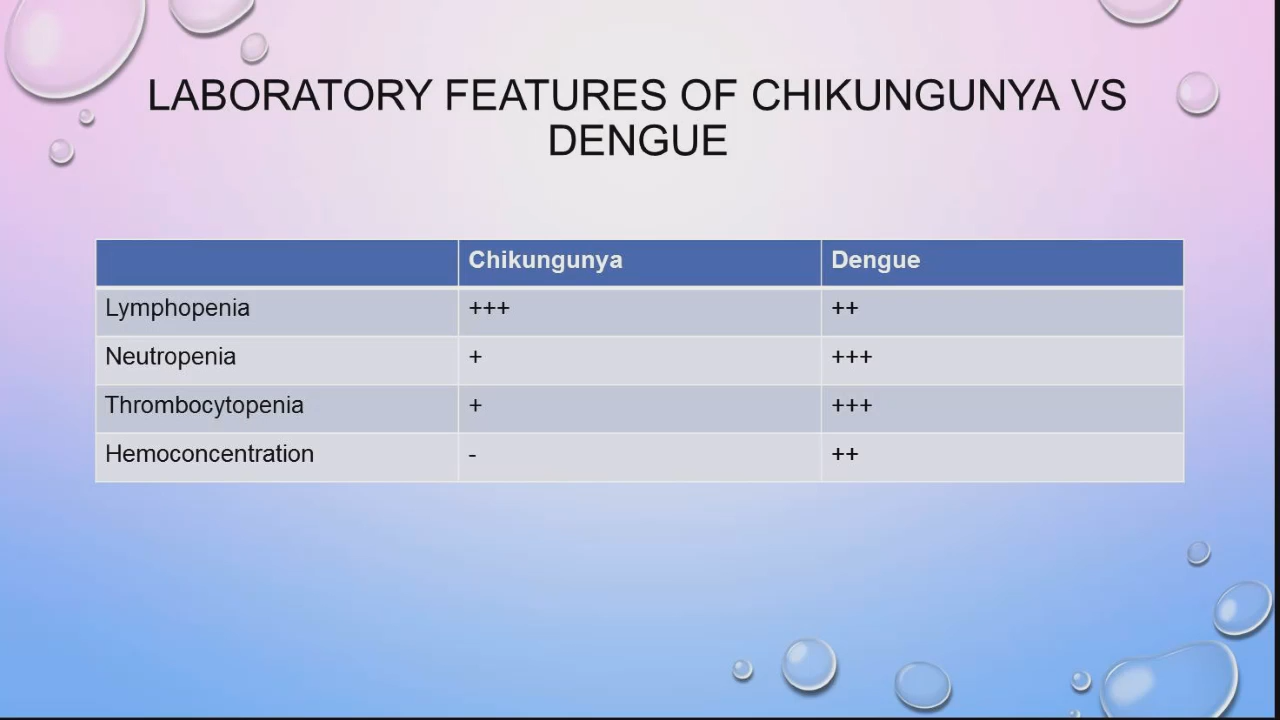 LABORATORY FEATURES OF CHIKUNGUNYA VS
DENGUE
Chikungunya Dengue
Lymphopenia +++ ++
Neutropenia + +++
Thrombocytopenia + +++
Hemoconcentration - ++